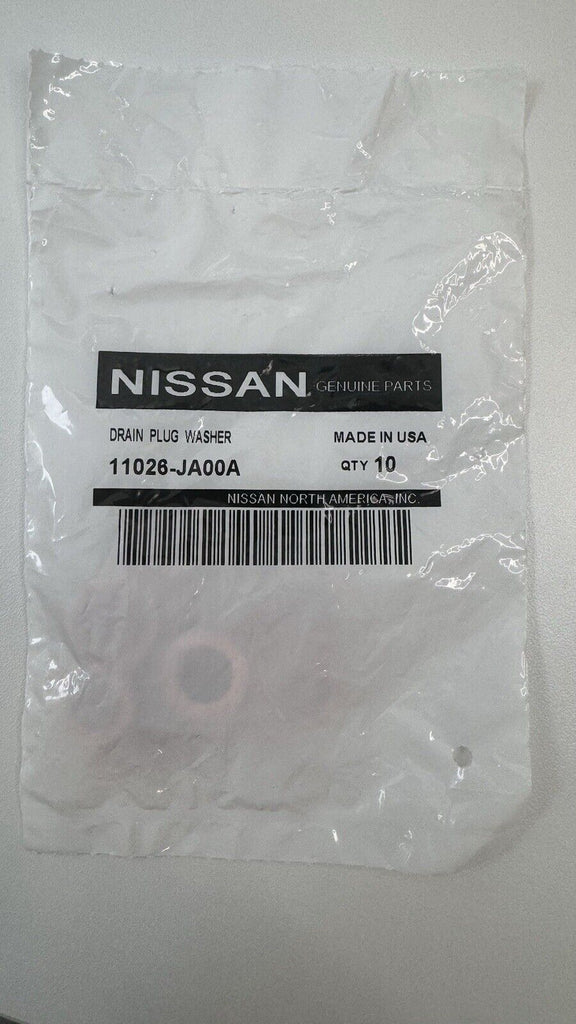 NISSAN GENUINE PARTS
DRAIN PLUG WASHER MADE IN USA
11026-JA00A QTY 10
NISSAN NORTH AMERICA, INC.